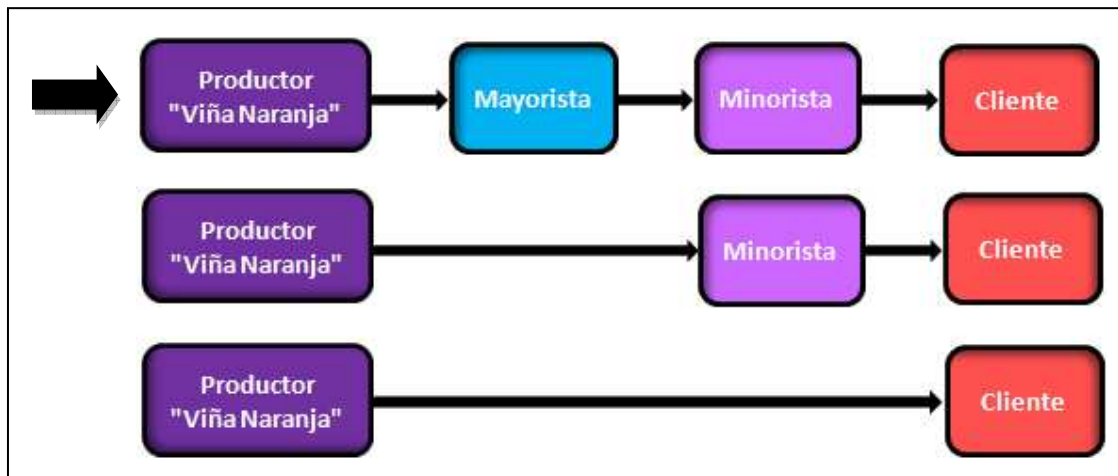 Productor
"Viña Naranja"
Mayorista
Minorista
Cliente
Productor
"Viña Naranja"
Minorista
Cliente
Productor
"Viña Naranja"
Cliente